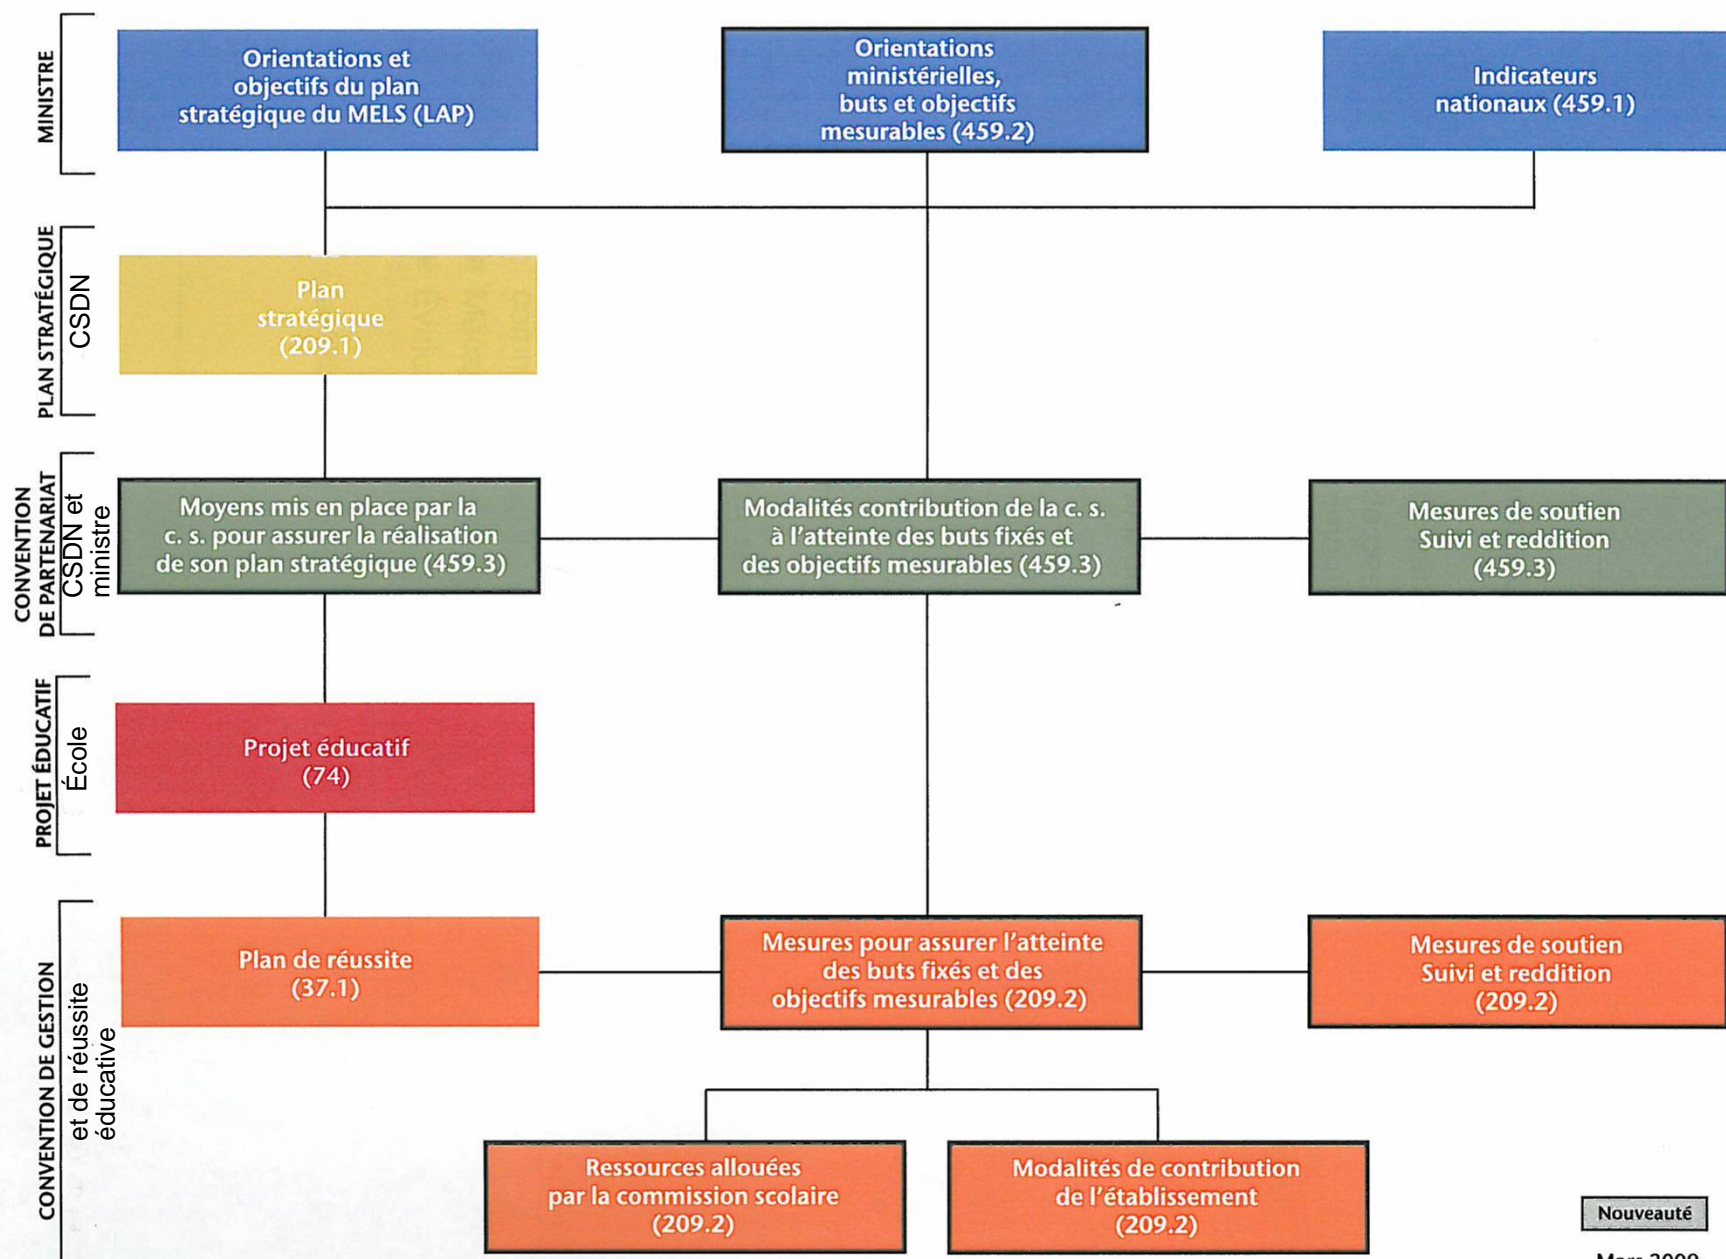 MINISTRE
Orientations et
objectifs du plan
stratégique du MELS (LAP)
Orientations
ministérielles,
buts et objectifs
mesurables (459.2)
Indicateurs
nationaux (459.1)
PLAN STRATÉGIQUE
CSDN
Plan
stratégique
(209.1)
CONVENTION
DE PARTENARIAT
CSDN et
ministre
Moyens mis en place par la
c. s. pour assurer la réalisation
de son plan stratégique (459.3)
Modalités contribution de la c. s.
à l'atteinte des buts fixés et
des objectifs mesurables (459.3)
Mesures de soutien
Suivi et reddition
(459.3)
PROJET ÉDUCATIF
École
Projet éducatif
(74)
CONVENTION DE GESTION
et de réussite
éducative
Plan de réussite
(37.1)
Mesures pour assurer l'atteinte
des buts fixés et des
objectifs mesurables (209.2)
Mesures de soutien
Suivi et reddition
(209.2)
Ressources allouées
par la commission scolaire
(209.2)
Modalités de contribution
de l'établissement
(209.2)
Nouveauté
Mars 2009